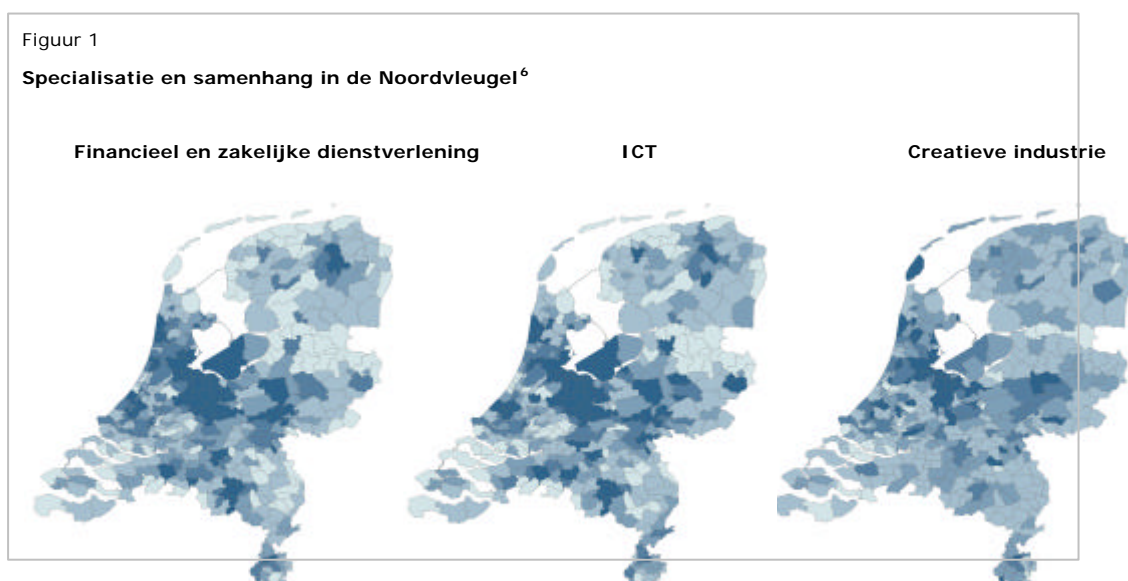 Figuur 1
Specialisatie en samenhang in de Noordvleugel⁶
Financieel en zakelijke dienstverlening ICT Creatieve industrie